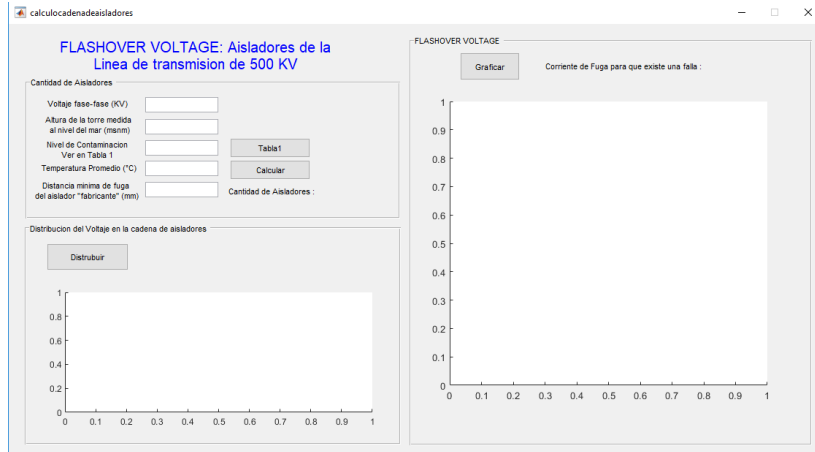 calculocadenadeaisladores
FLASHOVER VOLTAGE: Aisladores de la
Linea de transmision de 500 KV
Cantidad de Aisladores
Voltaje fase-fase (KV)
Altura de la torre medida
al nivel del mar (msnm)
Nivel de Contaminacion
Ver en Tabla 1
Tabla1
Temperatura Promedio (°C)
Calcular
Distancia minima de fuga
del aislador "fabricante" (mm)
Cantidad de Aisladores :
Distribucion del Voltaje en la cadena de aisladores
Distrubuir
1
0.8
0.6
0.4
0.2
0
0 0.1 0.2 0.3 0.4 0.5 0.6 0.7 0.8 0.9 1
FLASHOVER VOLTAGE
Graficar
Corriente de Fuga para que existe una falla :
1
0.9
0.8
0.7
0.6
0.5
0.4
0.3
0.2
0.1
0
0 0.1 0.2 0.3 0.4 0.5 0.6 0.7 0.8 0.9 1